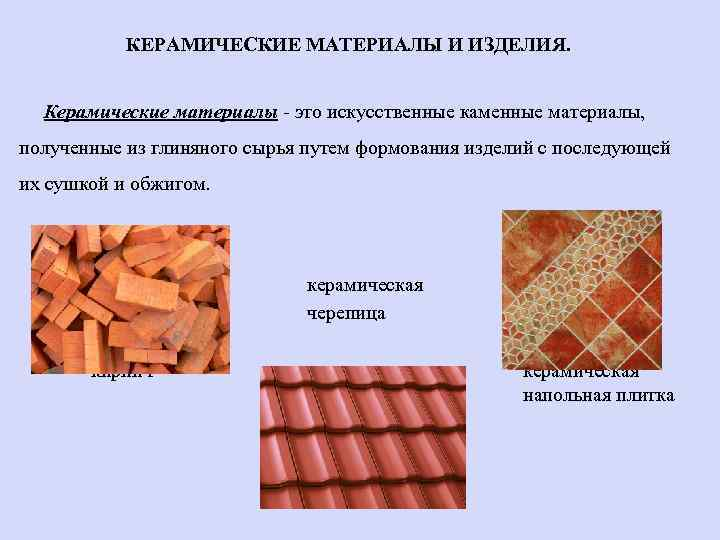 КЕРАМИЧЕСКИЕ МАТЕРИАЛЫ И ИЗДЕЛИЯ.
Керамические материалы - это искусственные каменные материалы,
полученные из глиняного сырья путем формования изделий с последующей
их сушкой и обжигом.
керамическая
черепица
керамическая
напольная плитка